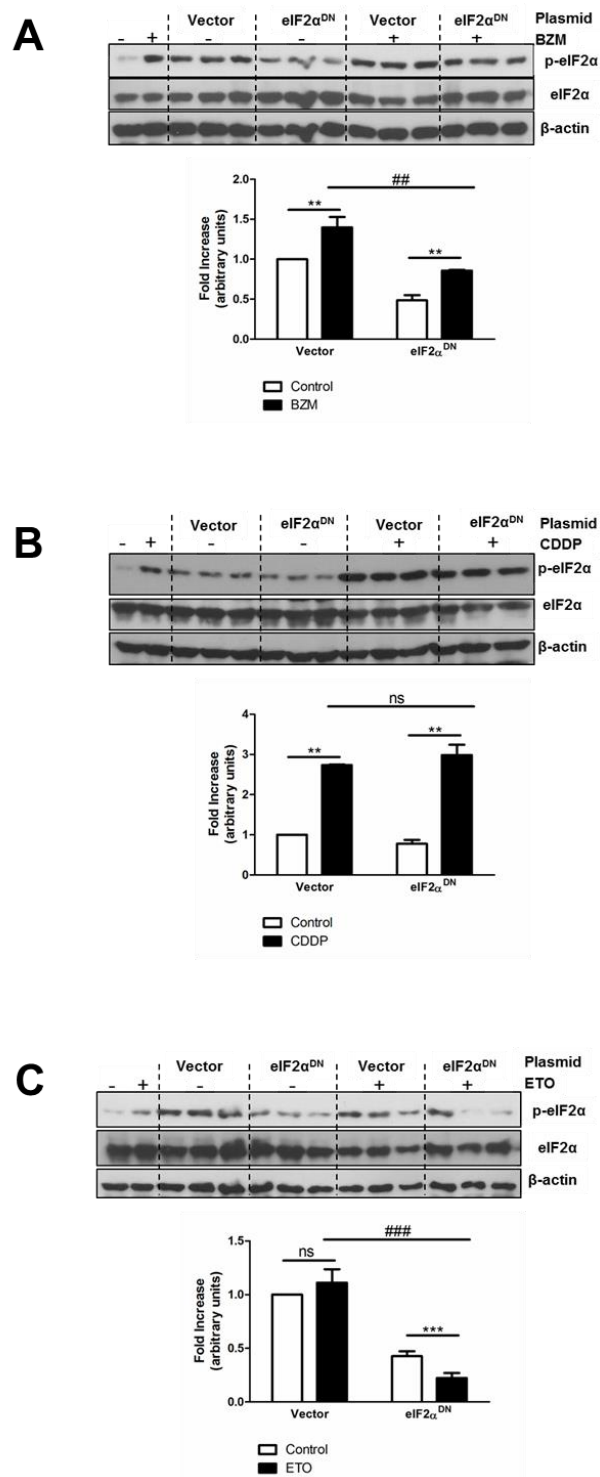 A
Vector eIF2αDN Vector eIF2αDN Plasmid
- + - - + + BZM
p-eIF2α
eIF2α
β-actin
Fold Increase
(arbitrary units)
2.0
1.5
1.0
0.5
0.0
##
**
**
Vector eIF2αDN
Control
BZM
B
Vector eIF2αDN Vector eIF2αDN Plasmid
- + - - + + CDDP
p-eIF2α
eIF2α
β-actin
Fold Increase
(arbitrary units)
4
3
2
1
0
ns
**
**
Vector eIF2αDN
Control
CDDP
C
Vector eIF2αDN Vector eIF2αDN Plasmid
- + - - + + ETO
p-eIF2α
eIF2α
β-actin
Fold Increase
(arbitrary units)
1.5
1.0
0.5
0.0
###
ns
***
Vector eIF2αDN
Control
ETO